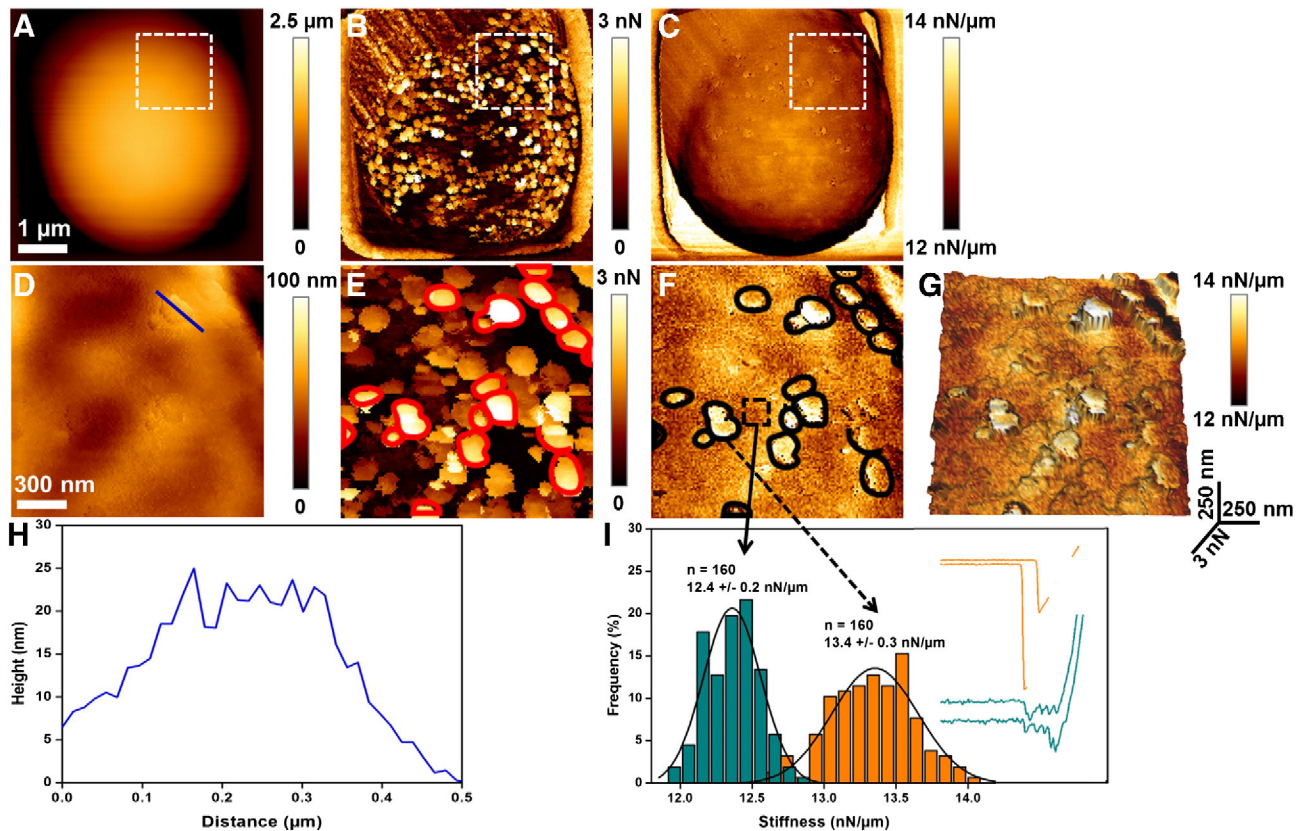 A
2.5 µm
0
1 µm
B
3 nN
0
C
14 nN/µm
12 nN/µm
D
100 nm
0
300 nm
E
3 nN
0
F
G
14 nN/µm
12 nN/µm
250 nm
250 nm
3 nN
H
30
25
20
15
10
5
0
Height (nm)
0.0 0.1 0.2 0.3 0.4 0.5
Distance (µm)
I
30
25
20
15
10
5
0
Frequency (%)
n = 160
12.4 +/- 0.2 nN/µm
n = 160
13.4 +/- 0.3 nN/µm
12.0 12.5 13.0 13.5 14.0
Stiffness (nN/µm)